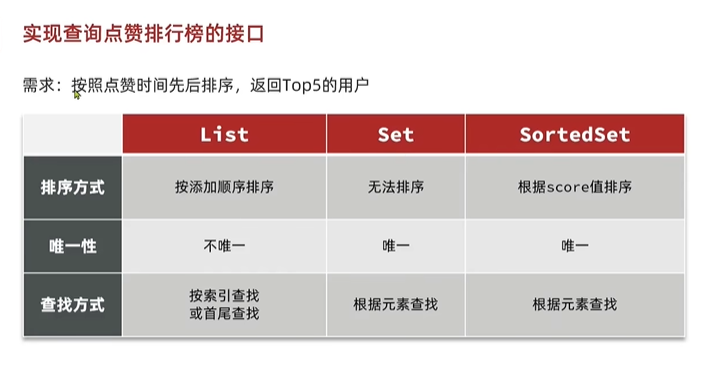 实现查询点赞排行榜的接口
需求：按照点赞时间先后排序，返回Top5的用户
List Set SortedSet
排序方式 按添加顺序排序 无法排序 根据score值排序
唯一性 不唯一 唯一 唯一
查找方式 按索引查找 根据元素查找 根据元素查找
或首尾查找